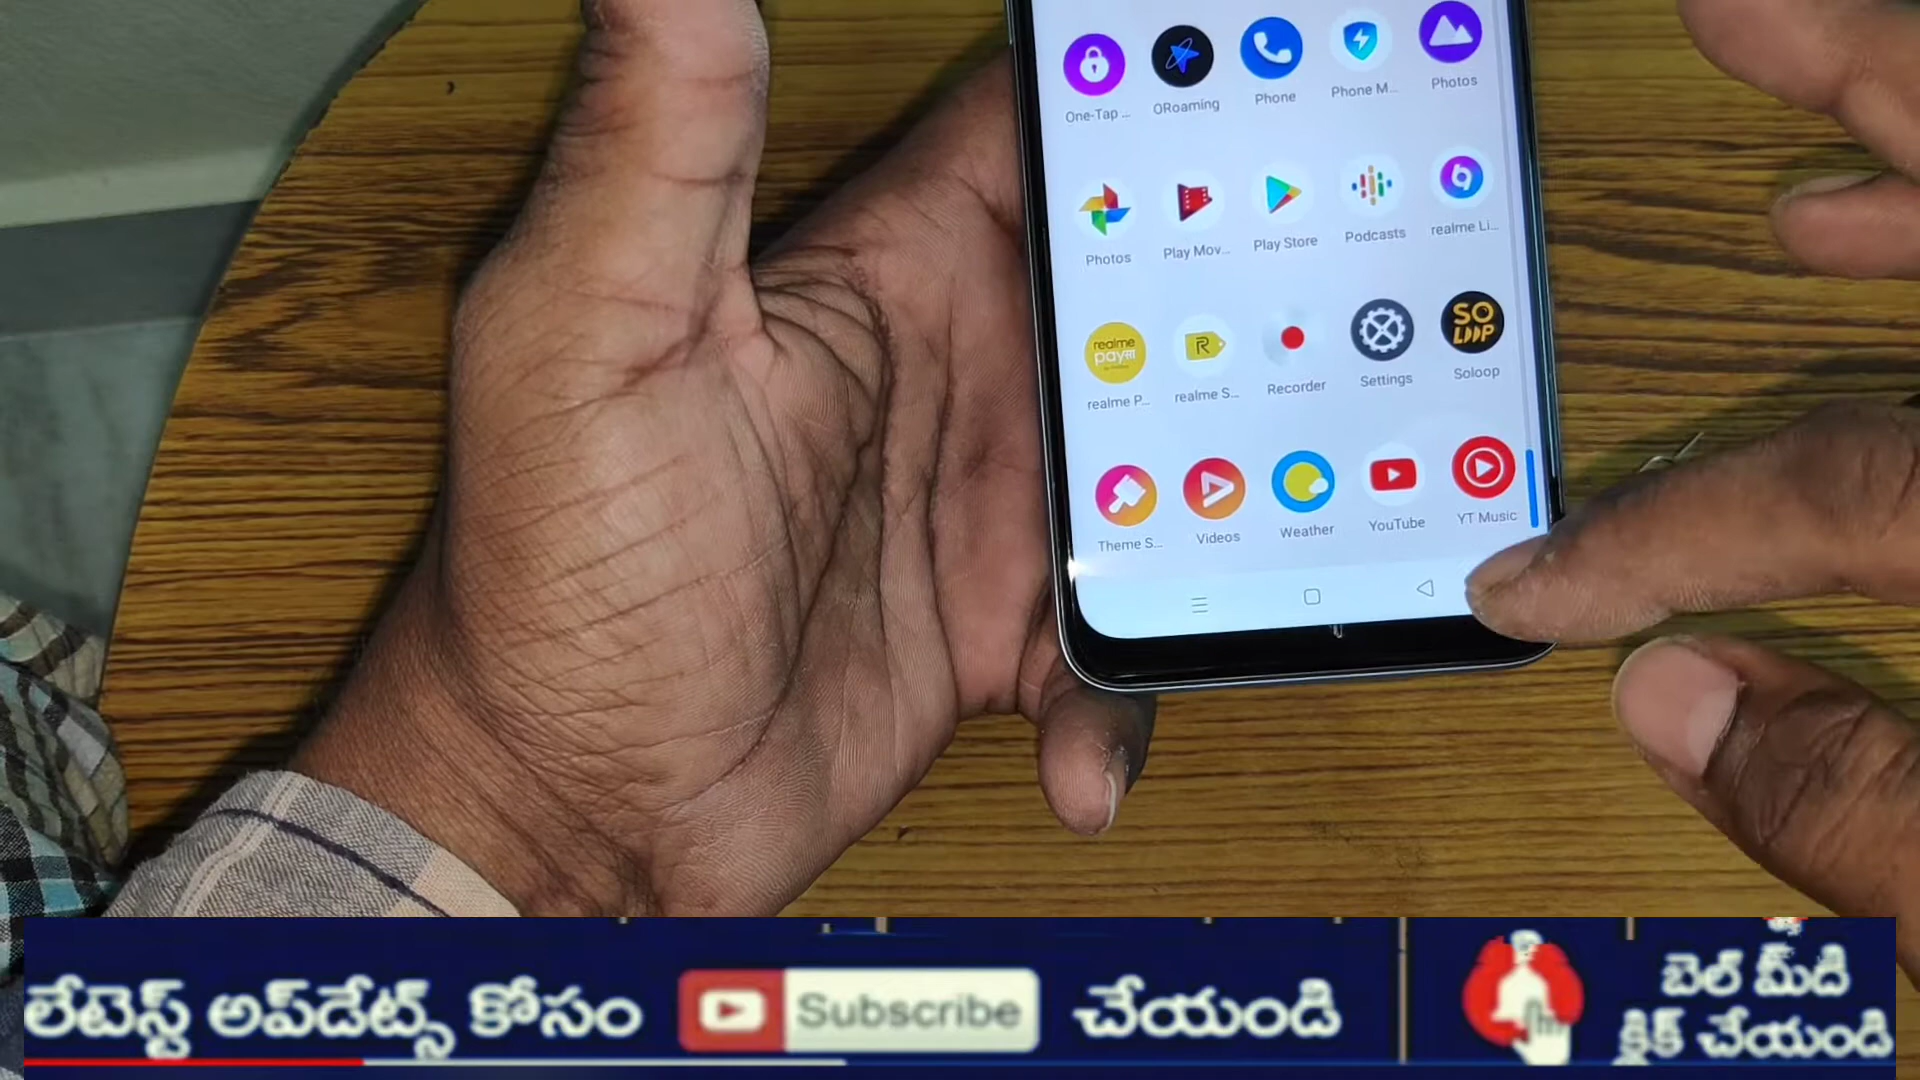 One-Tap ...
ORoaming
Phone
Phone M...
Photos
Photos
Play Mov...
Play Store
Podcasts
realme Li...
realme
pay
realme P...
R
realme S...
Recorder
Settings
SO
LOOP
Soloop
Theme S...
Videos
Weather
YouTube
YT Music
లేటెస్ట్ అప్‌డేట్స్ కోసం Subscribe చేయండి
బెల్ మీది
క్లిక్ చేయండి